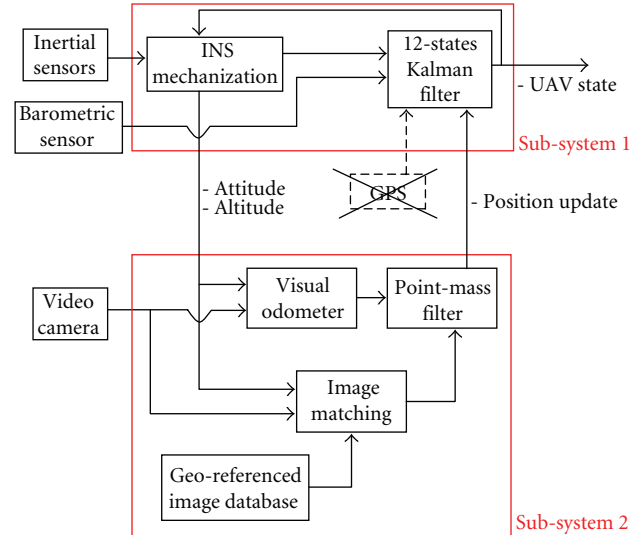 Inertial
sensors
INS
mechanization
12-states
Kalman
filter
- UAV state
Barometric
sensor
Sub-system 1
- Attitude
- Altitude
GPS
- Position update
Video
camera
Visual
odometer
Point-mass
filter
Image
matching
Geo-referenced
image database
Sub-system 2